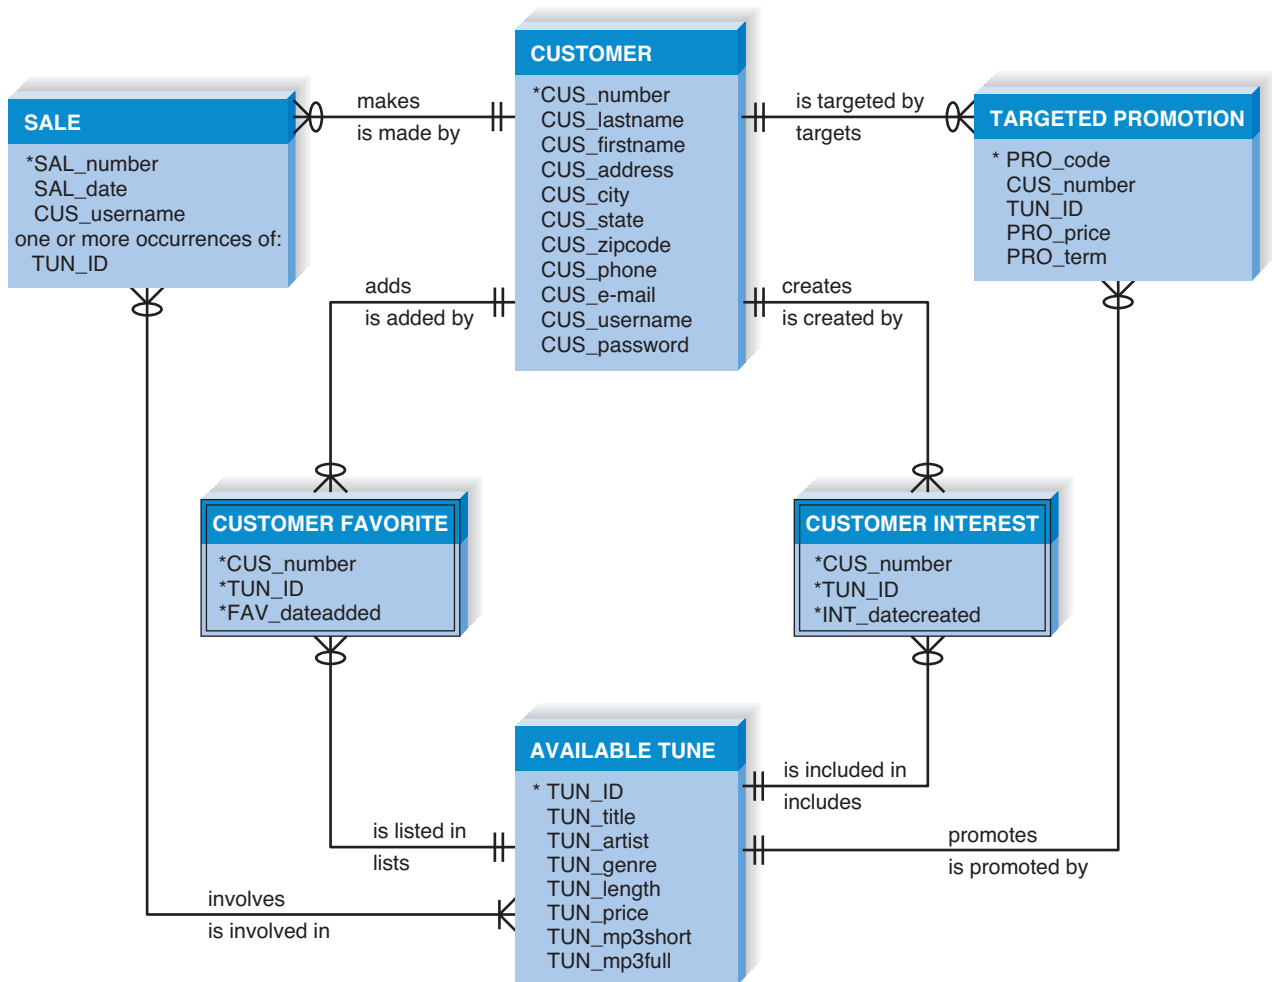 CUSTOMER
*CUS_number
CUS_lastname
CUS_firstname
CUS_address
CUS_city
CUS_state
CUS_zipcode
CUS_phone
CUS_e-mail
CUS_username
CUS_password
SALE
*SAL_number
SAL_date
CUS_username
one or more occurrences of:
TUN_ID
makes
is made by
is targeted by
targets
TARGETED PROMOTION
* PRO_code
CUS_number
TUN_ID
PRO_price
PRO_term
adds
is added by
creates
is created by
CUSTOMER FAVORITE
*CUS_number
*TUN_ID
*FAV_dateadded
CUSTOMER INTEREST
*CUS_number
*TUN_ID
*INT_datecreated
AVAILABLE TUNE
* TUN_ID
TUN_title
TUN_artist
TUN_genre
TUN_length
TUN_price
TUN_mp3short
TUN_mp3full
is listed in
lists
is included in
includes
promotes
is promoted by
involves
is involved in